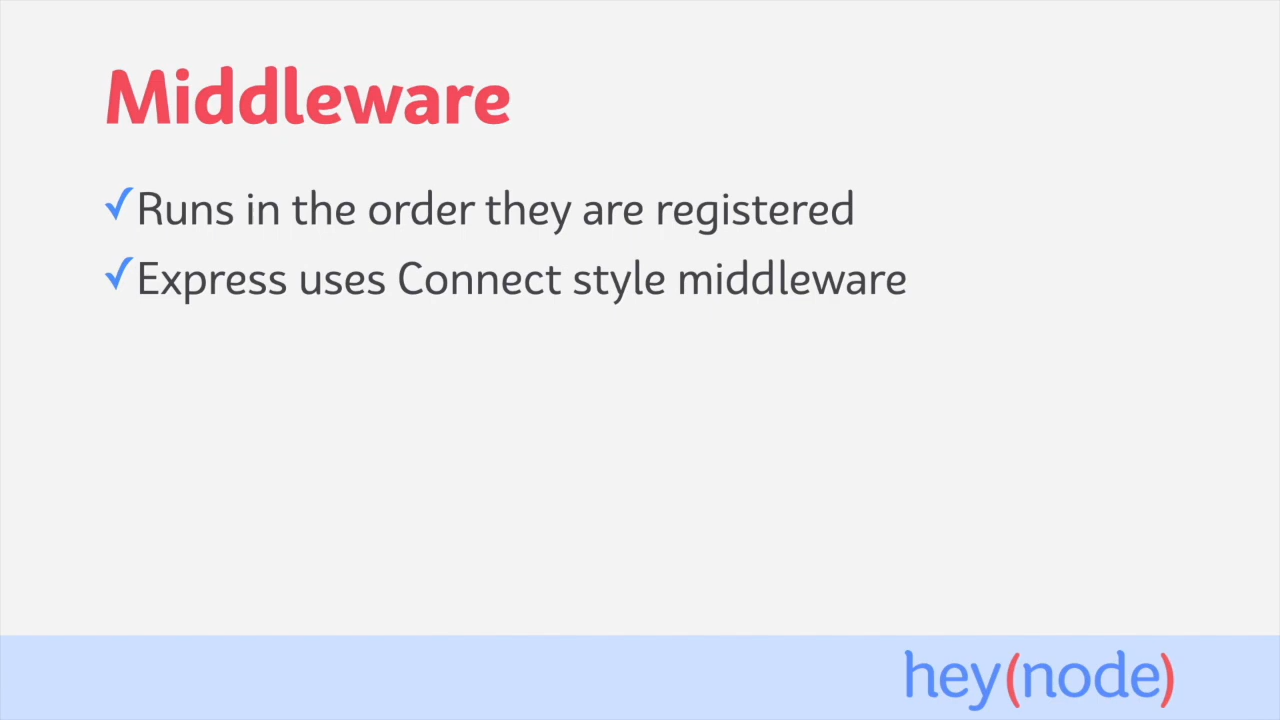 Middleware
✓Runs in the order they are registered
✓Express uses Connect style middleware
hey(node)